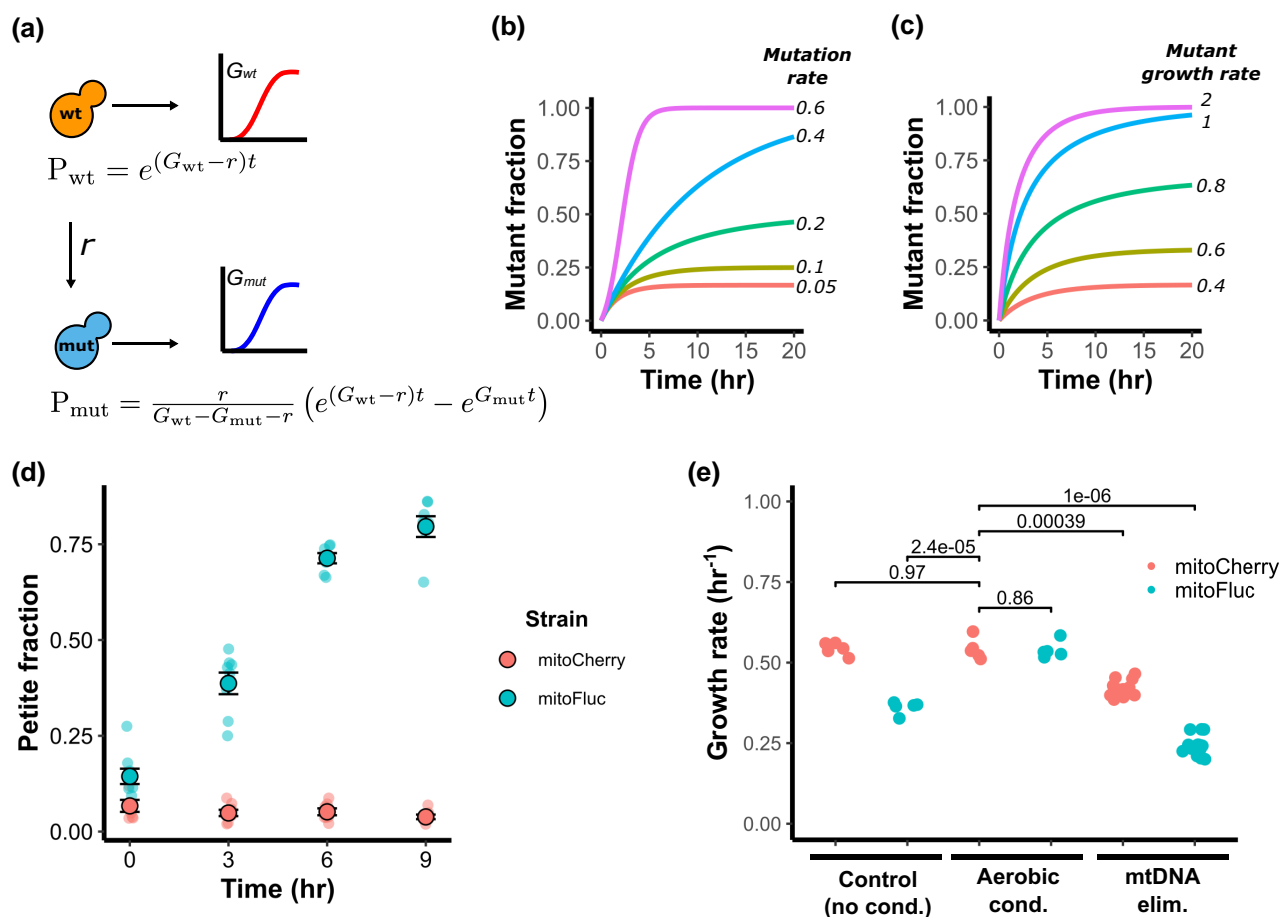 (a)
wt
G_wt
P_wt = e^{(G_wt−r)t}
r
G_mut
mut
P_mut = \frac{r}{G_wt−G_mut−r} (e^{(G_wt−r)t} − e^{G_mut t})
(b)
Mutation
rate
Mutant fraction
1.00
0.75
0.50
0.25
0.00
0.6
0.4
0.2
0.1
0.05
0 5 10 15 20
Time (hr)
(c)
Mutant
growth rate
Mutant fraction
1.00
0.75
0.50
0.25
0.00
2
1
0.8
0.6
0.4
0 5 10 15 20
Time (hr)
(d)
Petite fraction
0.75
0.50
0.25
0.00
0 3 6 9
Time (hr)
Strain
mitoCherry
mitoFluc
(e)
Growth rate (hr⁻¹)
1.00
0.75
0.50
0.25
0.00
1e-06
0.00039
2.4e-05
0.97
0.86
mitoCherry
mitoFluc
Control
(no cond.)
Aerobic
cond.
mtDNA
elim.